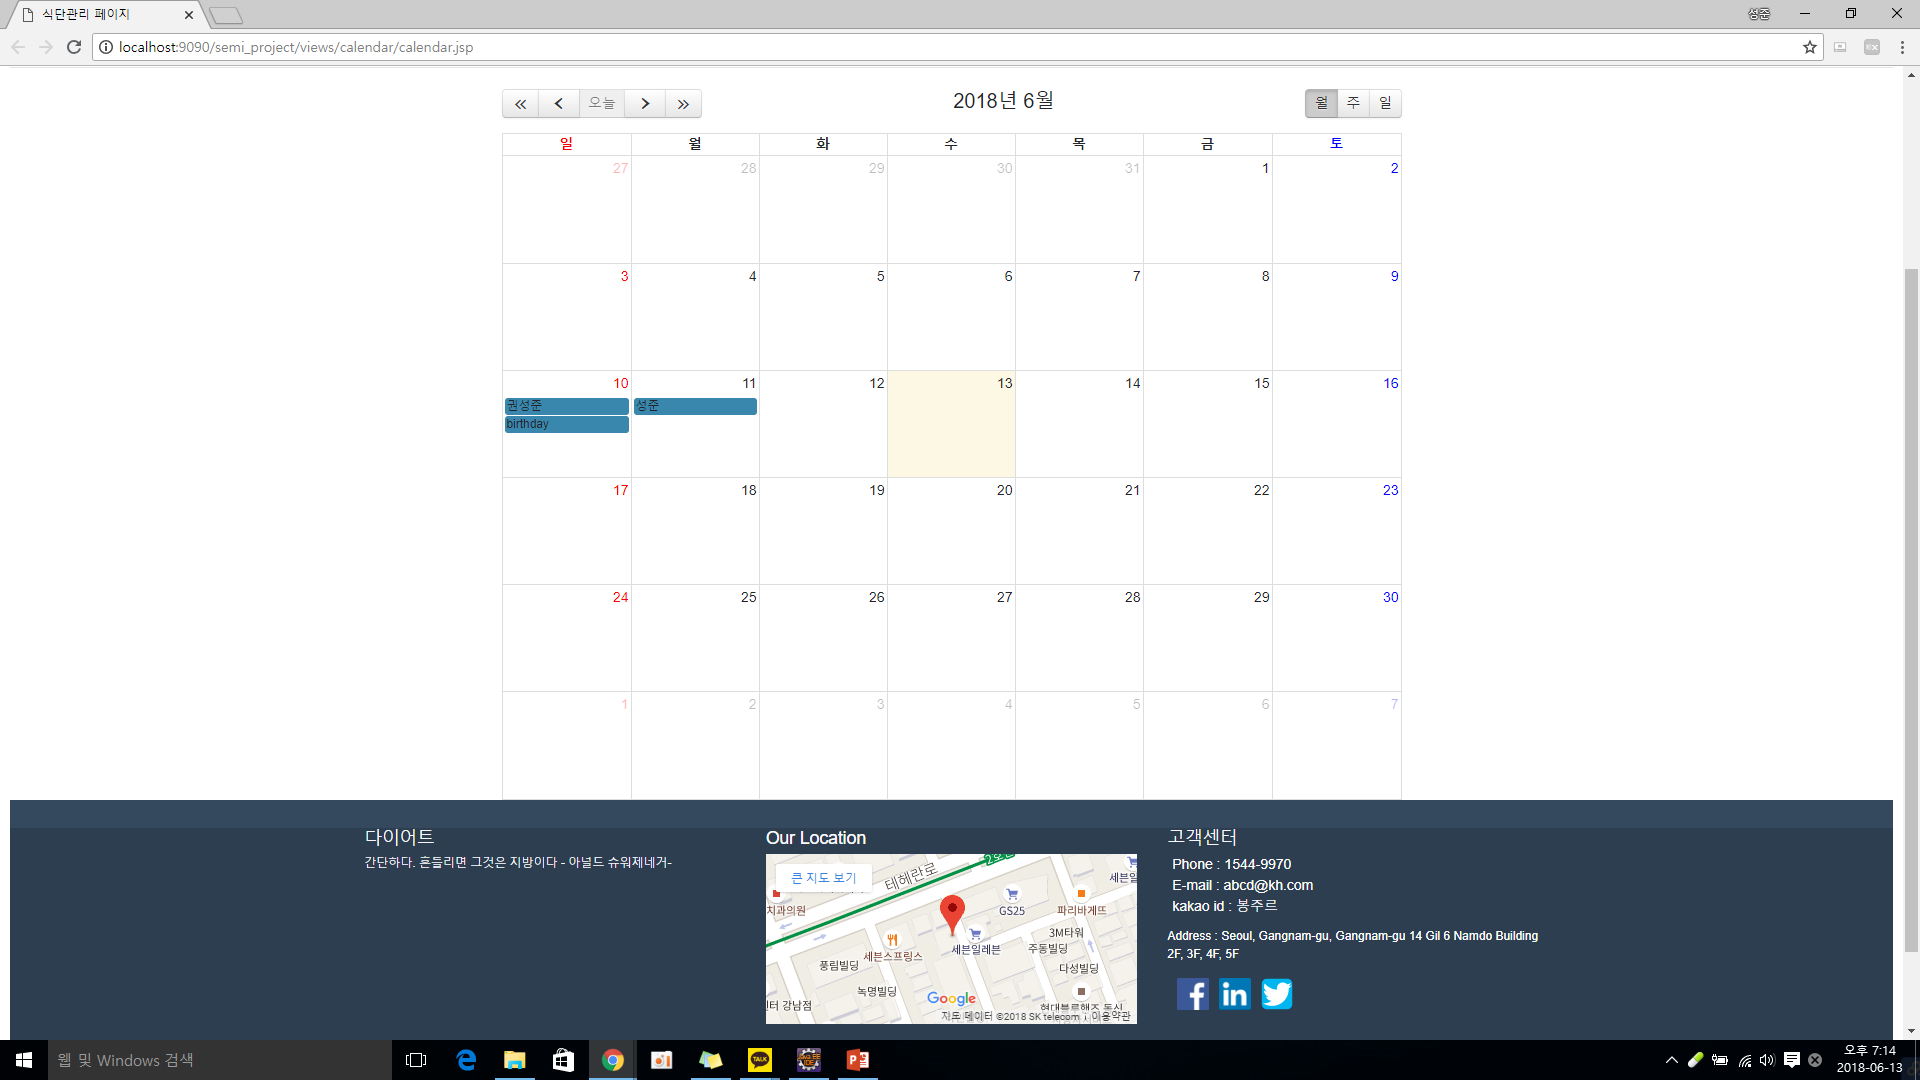 식단관리 페이지
성준
localhost:9090/semi_project/views/calendar/calendar.jsp
« < 오늘 > »
2018년 6월
월 주 일
일 월 화 수 목 금 토
27 28 29 30 31 1 2
3 4 5 6 7 8 9
10 11 12 13 14 15 16
권성준 성준
birthday
17 18 19 20 21 22 23
24 25 26 27 28 29 30
1 2 3 4 5 6 7
다이어트
간단하다. 흔들리면 그것은 지방이다 - 아널드 슈워제네거-
Our Location
큰 지도 보기
테헤란로
2호선
세븐일
치과의원
GS25
파리바게뜨
3M타워
세븐일레븐
주동빌딩
세븐스프링스
풍림빌딩
다성빌딩
녹명빌딩
센터 강남점
Google
지도 데이터 ©2018 SK telecom
이용약관
고객센터
Phone : 1544-9970
E-mail : abcd@kh.com
kakao id : 봉주르
Address : Seoul, Gangnam-gu, Gangnam-gu 14 Gil 6 Namdo Building
2F, 3F, 4F, 5F
웹 및 Windows 검색
TALK
오후 7:14
2018-06-13